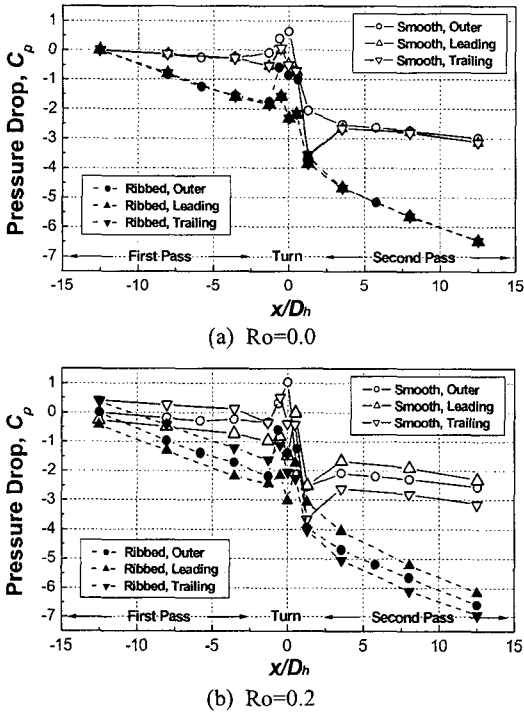 1
0
-1
-2
-3
-4
-5
-6
-7
Pressure Drop, Cp
Smooth, Outer
Smooth, Leading
Smooth, Trailing
Ribbed, Outer
Ribbed, Leading
Ribbed, Trailing
First Pass
Turn
Second Pass
-15
-10
-5
0
5
10
15
x/Dh
(a) Ro=0.0
1
0
-1
-2
-3
-4
-5
-6
-7
Pressure Drop, Cp
Smooth, Outer
Smooth, Leading
Smooth, Trailing
Ribbed, Outer
Ribbed, Leading
Ribbed, Trailing
First Pass
Turn
Second Pass
-15
-10
-5
0
5
10
15
x/Dh
(b) Ro=0.2